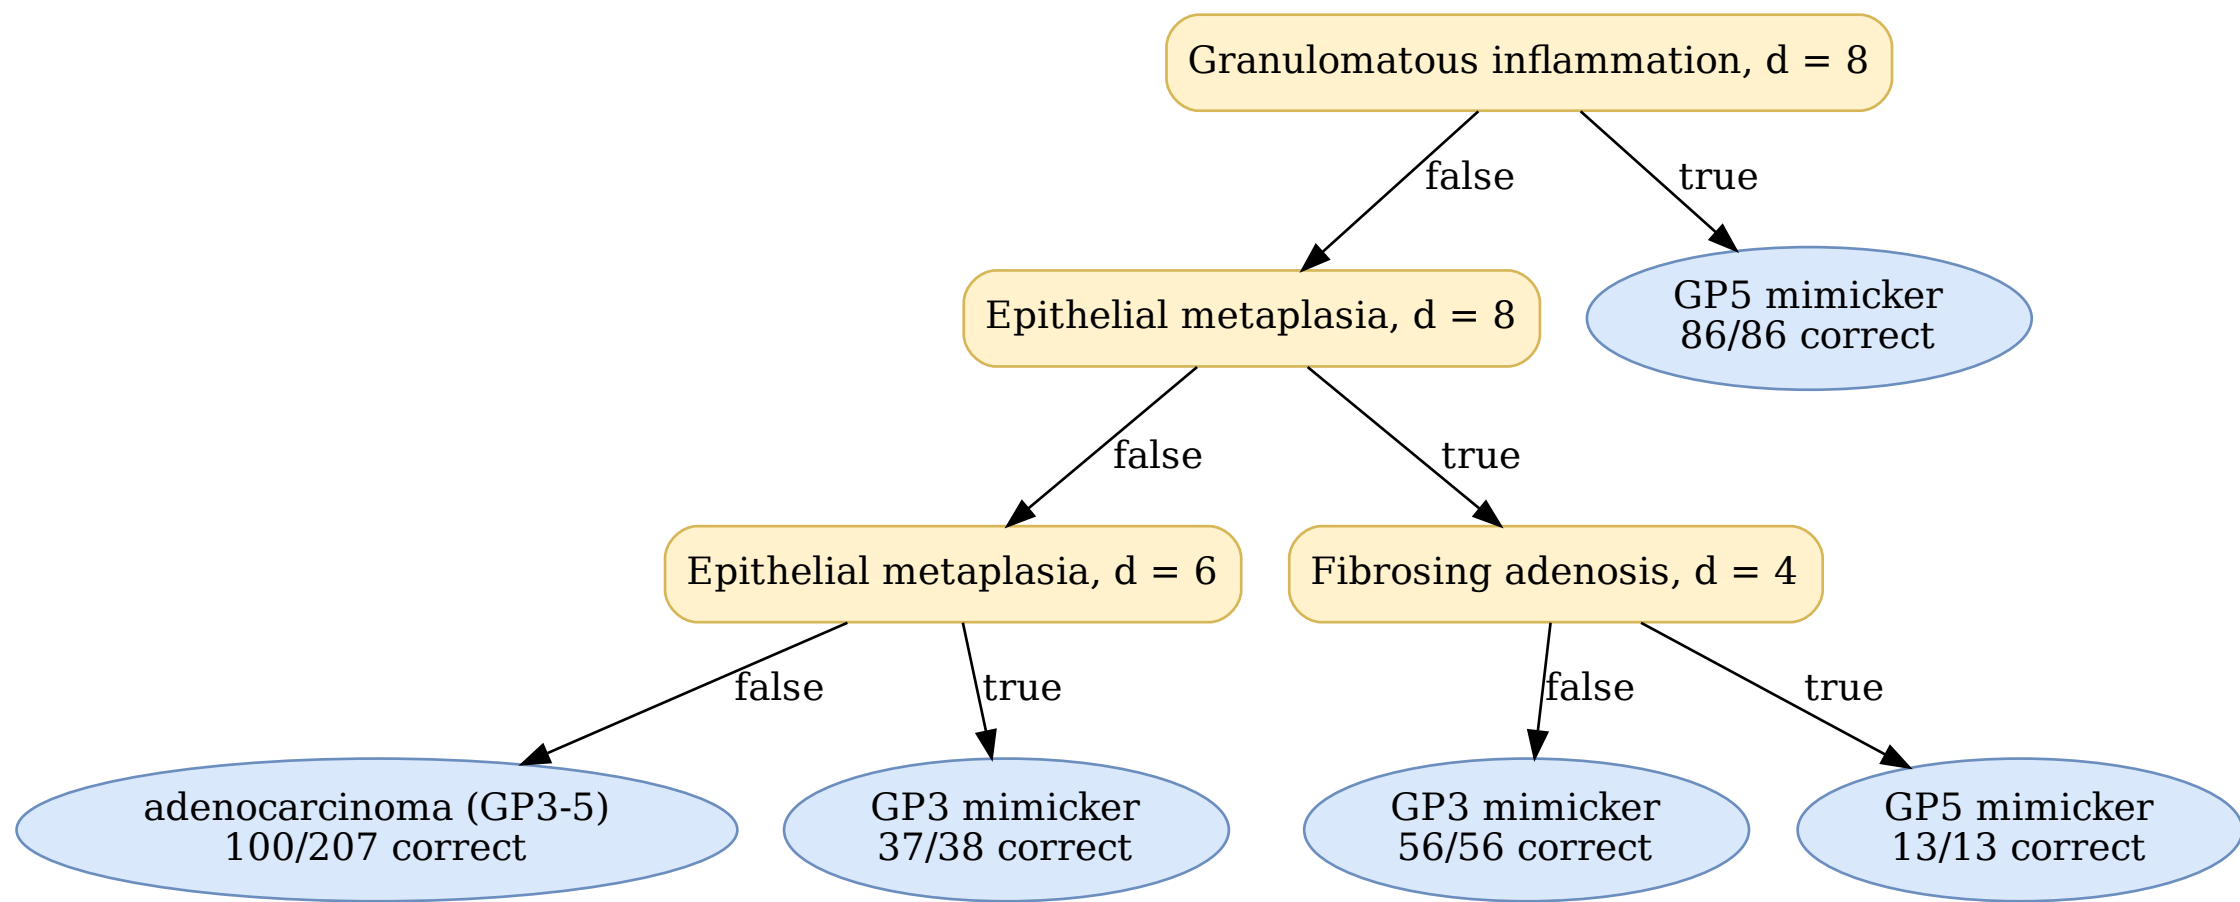 Granulomatous inflammation, d = 8
false
true
Epithelial metaplasia, d = 8
GP5 mimicker
86/86 correct
false
true
Epithelial metaplasia, d = 6
Fibrosing adenosis, d = 4
false
true
false
true
adenocarcinoma (GP3-5)
100/207 correct
GP3 mimicker
37/38 correct
GP3 mimicker
56/56 correct
GP5 mimicker
13/13 correct